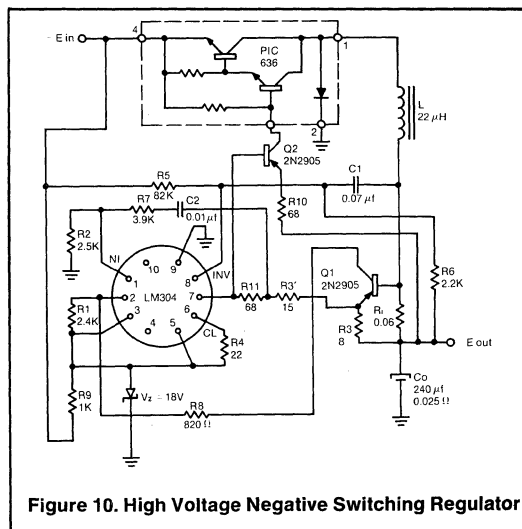 E in
4
PIC
636
1
2
L
22 μH
Q2
2N2905
R5
82K
C1
0.07 μf
R7
3.9K
C2
0.01μf
R10
68
R2
2.5K
NI
10
9
INV
1
8
Q1
2N2905
R6
2.2K
R1
2.4K
2
LM304
7
R11
68
R3'
15
3
6
4
5
CL
R4
22
R3
8
0.06
E out
R9
1K
Vz = 18V
R8
820 Ω
Co
240 μf
0.025 Ω
Figure 10. High Voltage Negative Switching Regulator